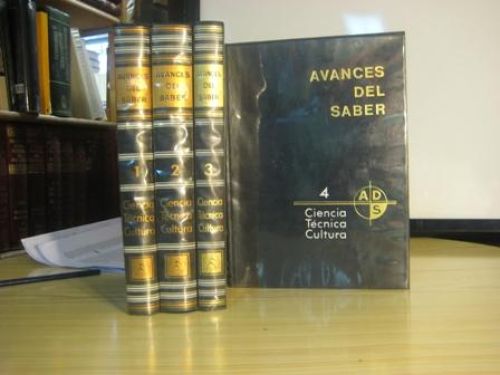 AVANCES
DEL
SABER
1
Ciencia
Técnica
Cultura
AVANCES
DEL
SABER
2
Ciencia
Técnica
Cultura
AVANCES
DEL
SABER
3
Ciencia
Técnica
Cultura
AVANCES
DEL
SABER
4
Ciencia
Técnica
Cultura
A D
S